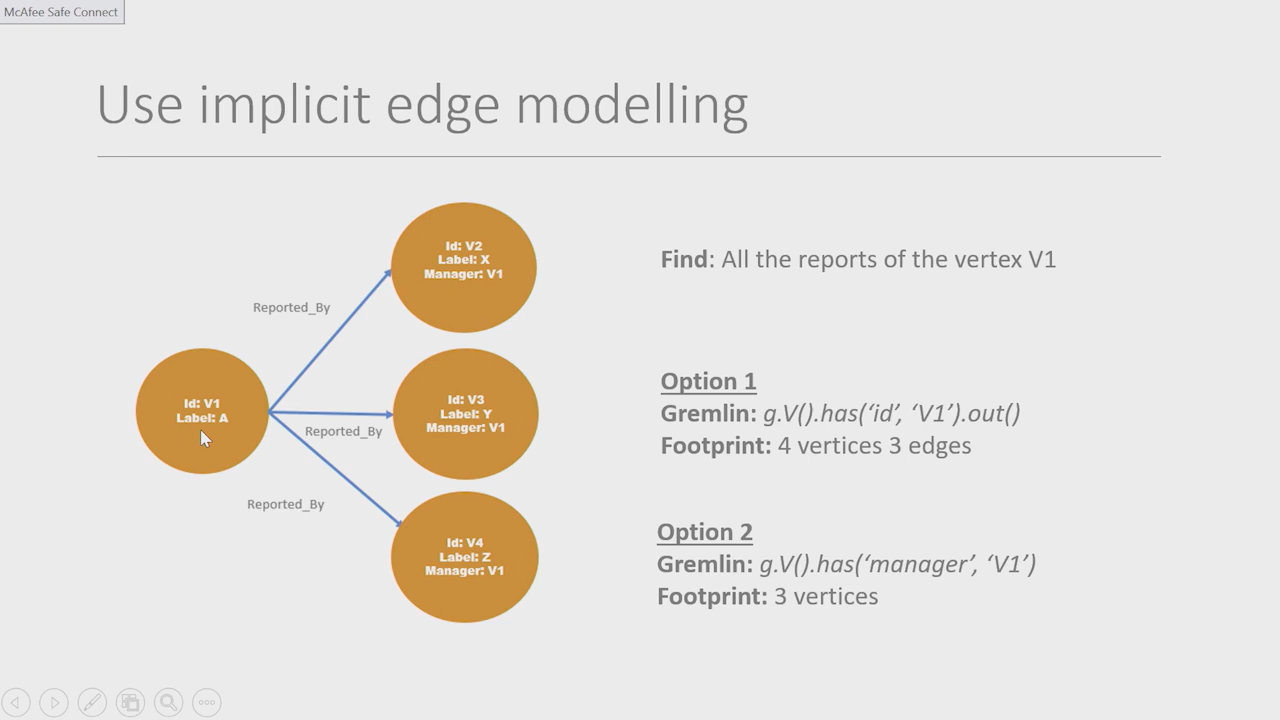 McAfee Safe Connect
Use implicit edge modelling
Id: V2
Label: X
Manager: V1
Reported_By
Id: V1
Label: A
Id: V3
Label: Y
Manager: V1
Reported_By
Reported_By
Id: V4
Label: Z
Manager: V1
Find: All the reports of the vertex V1
Option 1
Gremlin: g.V().has(‘id’, ‘V1’).out()
Footprint: 4 vertices 3 edges
Option 2
Gremlin: g.V().has(‘manager’, ‘V1’)
Footprint: 3 vertices